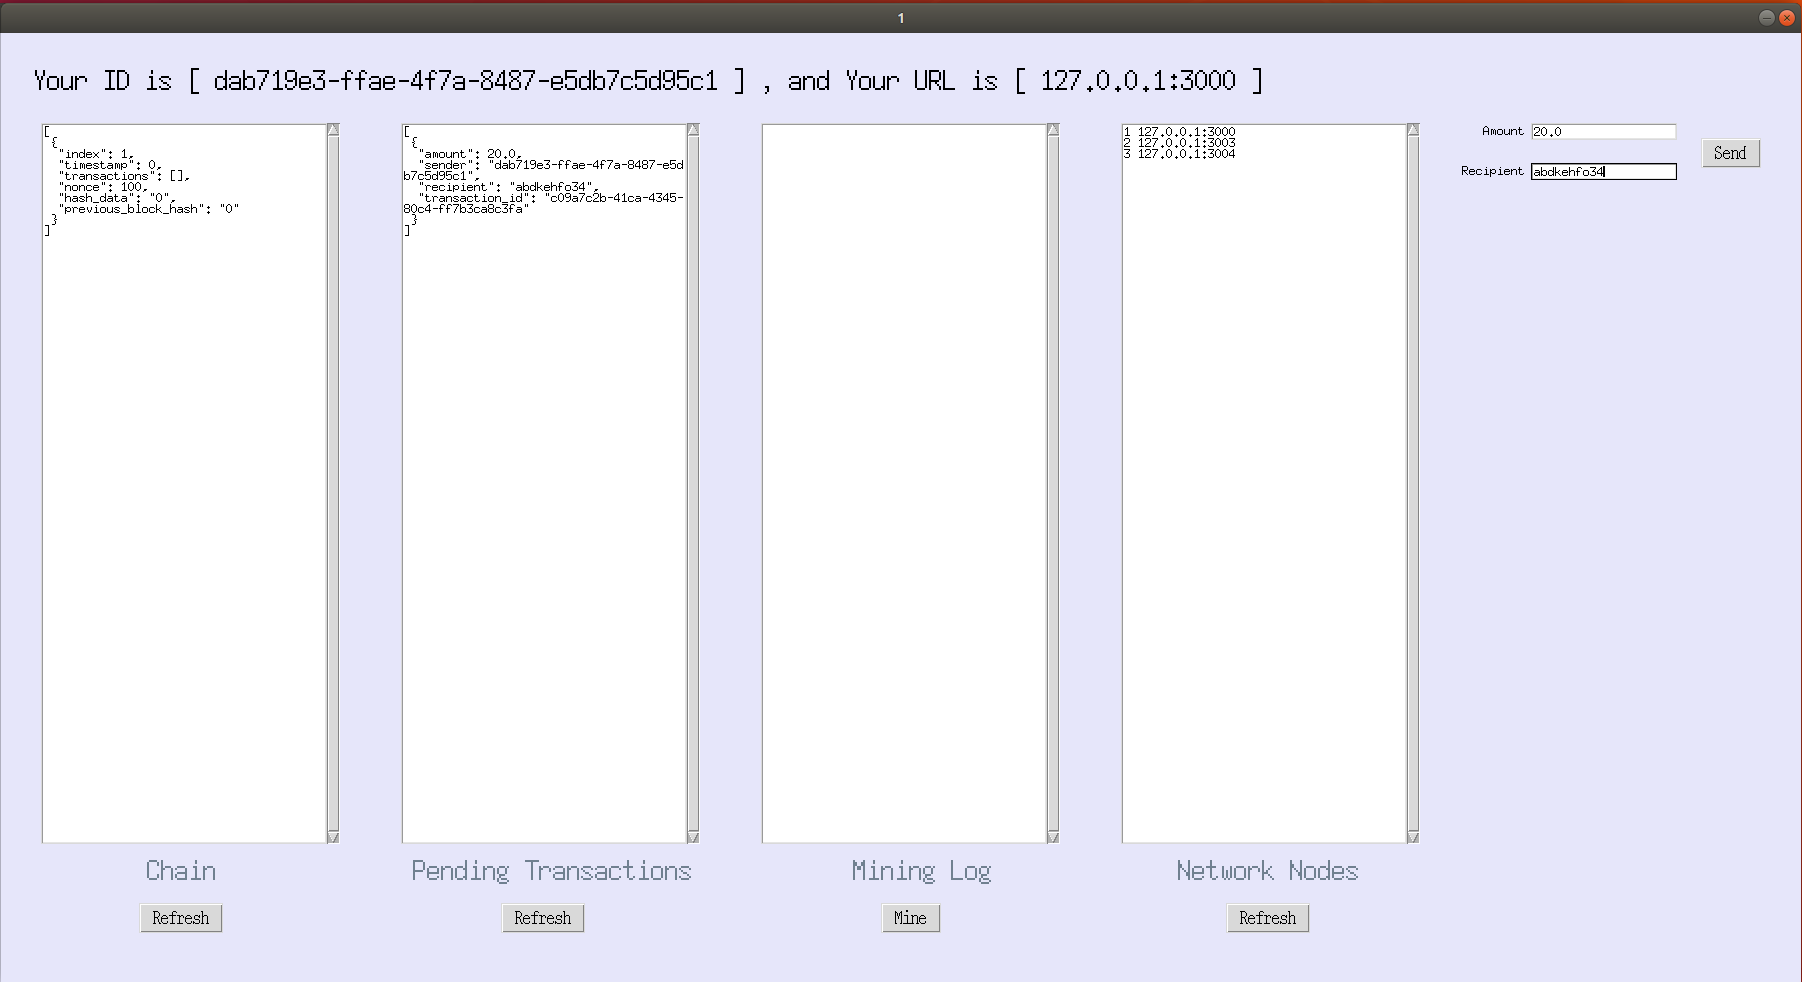 1
Your ID is [ dab719e3-ffae-4f7a-8487-e5db7c5d95c1 ] , and Your URL is [ 127.0.0.1:3000 ]
[
{
"index": 1,
"timestamp": 0,
"transactions": [],
"nonce": 100,
"hash_data": "0",
"previous_block_hash": "0"
}
]
Chain
Refresh
[
{
"amount": 20.0,
"sender": "dab719e3-ffae-4f7a-8487-e5d
b7c5d95c1",
"recipient": "abdkehfo34",
"transaction_id": "c09a7c2b-41ca-4345-
80c4-ff7b3ca8c3fa"
}
]
Pending Transactions
Refresh
Mining Log
Mine
1 127.0.0.1:3000
2 127.0.0.1:3003
3 127.0.0.1:3004
Network Nodes
Refresh
Amount 20.0
Recipient abdkehfo34
Send